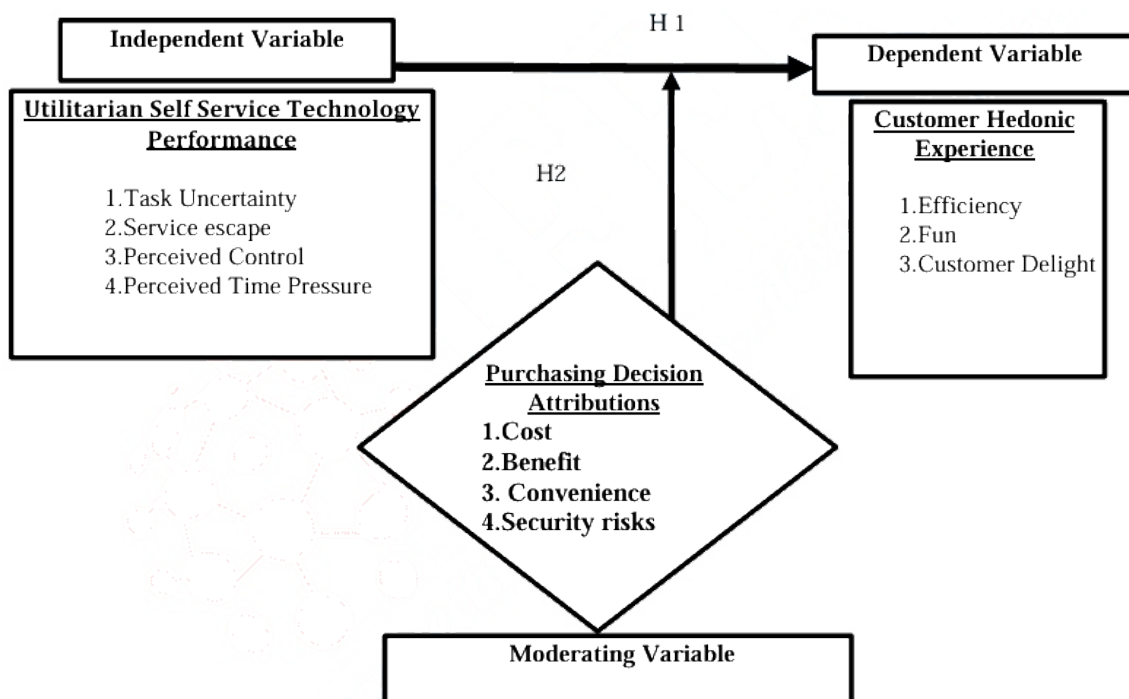 H 1
Independent Variable
Dependent Variable
Utilitarian Self Service Technology
Performance
1.Task Uncertainty
2.Service escape
3.Perceived Control
4.Perceived Time Pressure
H2
Customer Hedonic
Experience
1.Efficiency
2.Fun
3.Customer Delight
Purchasing Decision
Attributions
1.Cost
2.Benefit
3. Convenience
4.Security risks
Moderating Variable